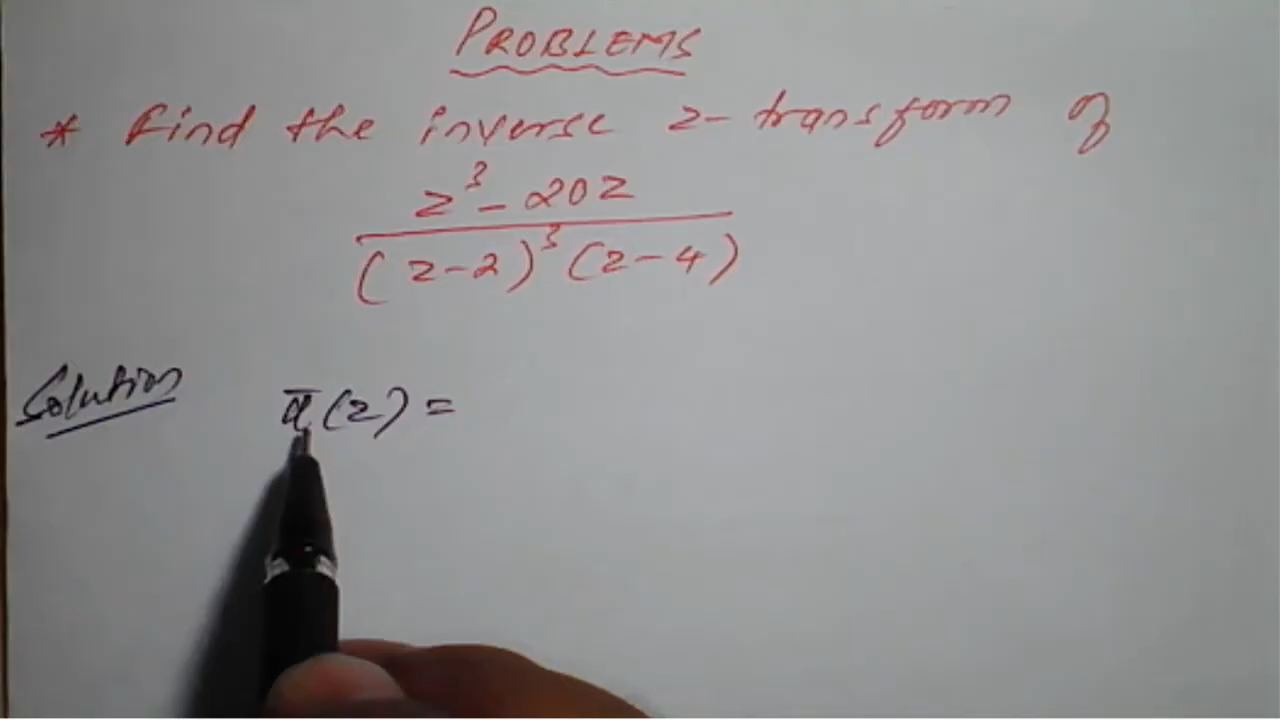 PROBLEMS
* Find the inverse z-transform of
z³ - 20z
(z-2)³ (z-4)
Solution
ū(z) =